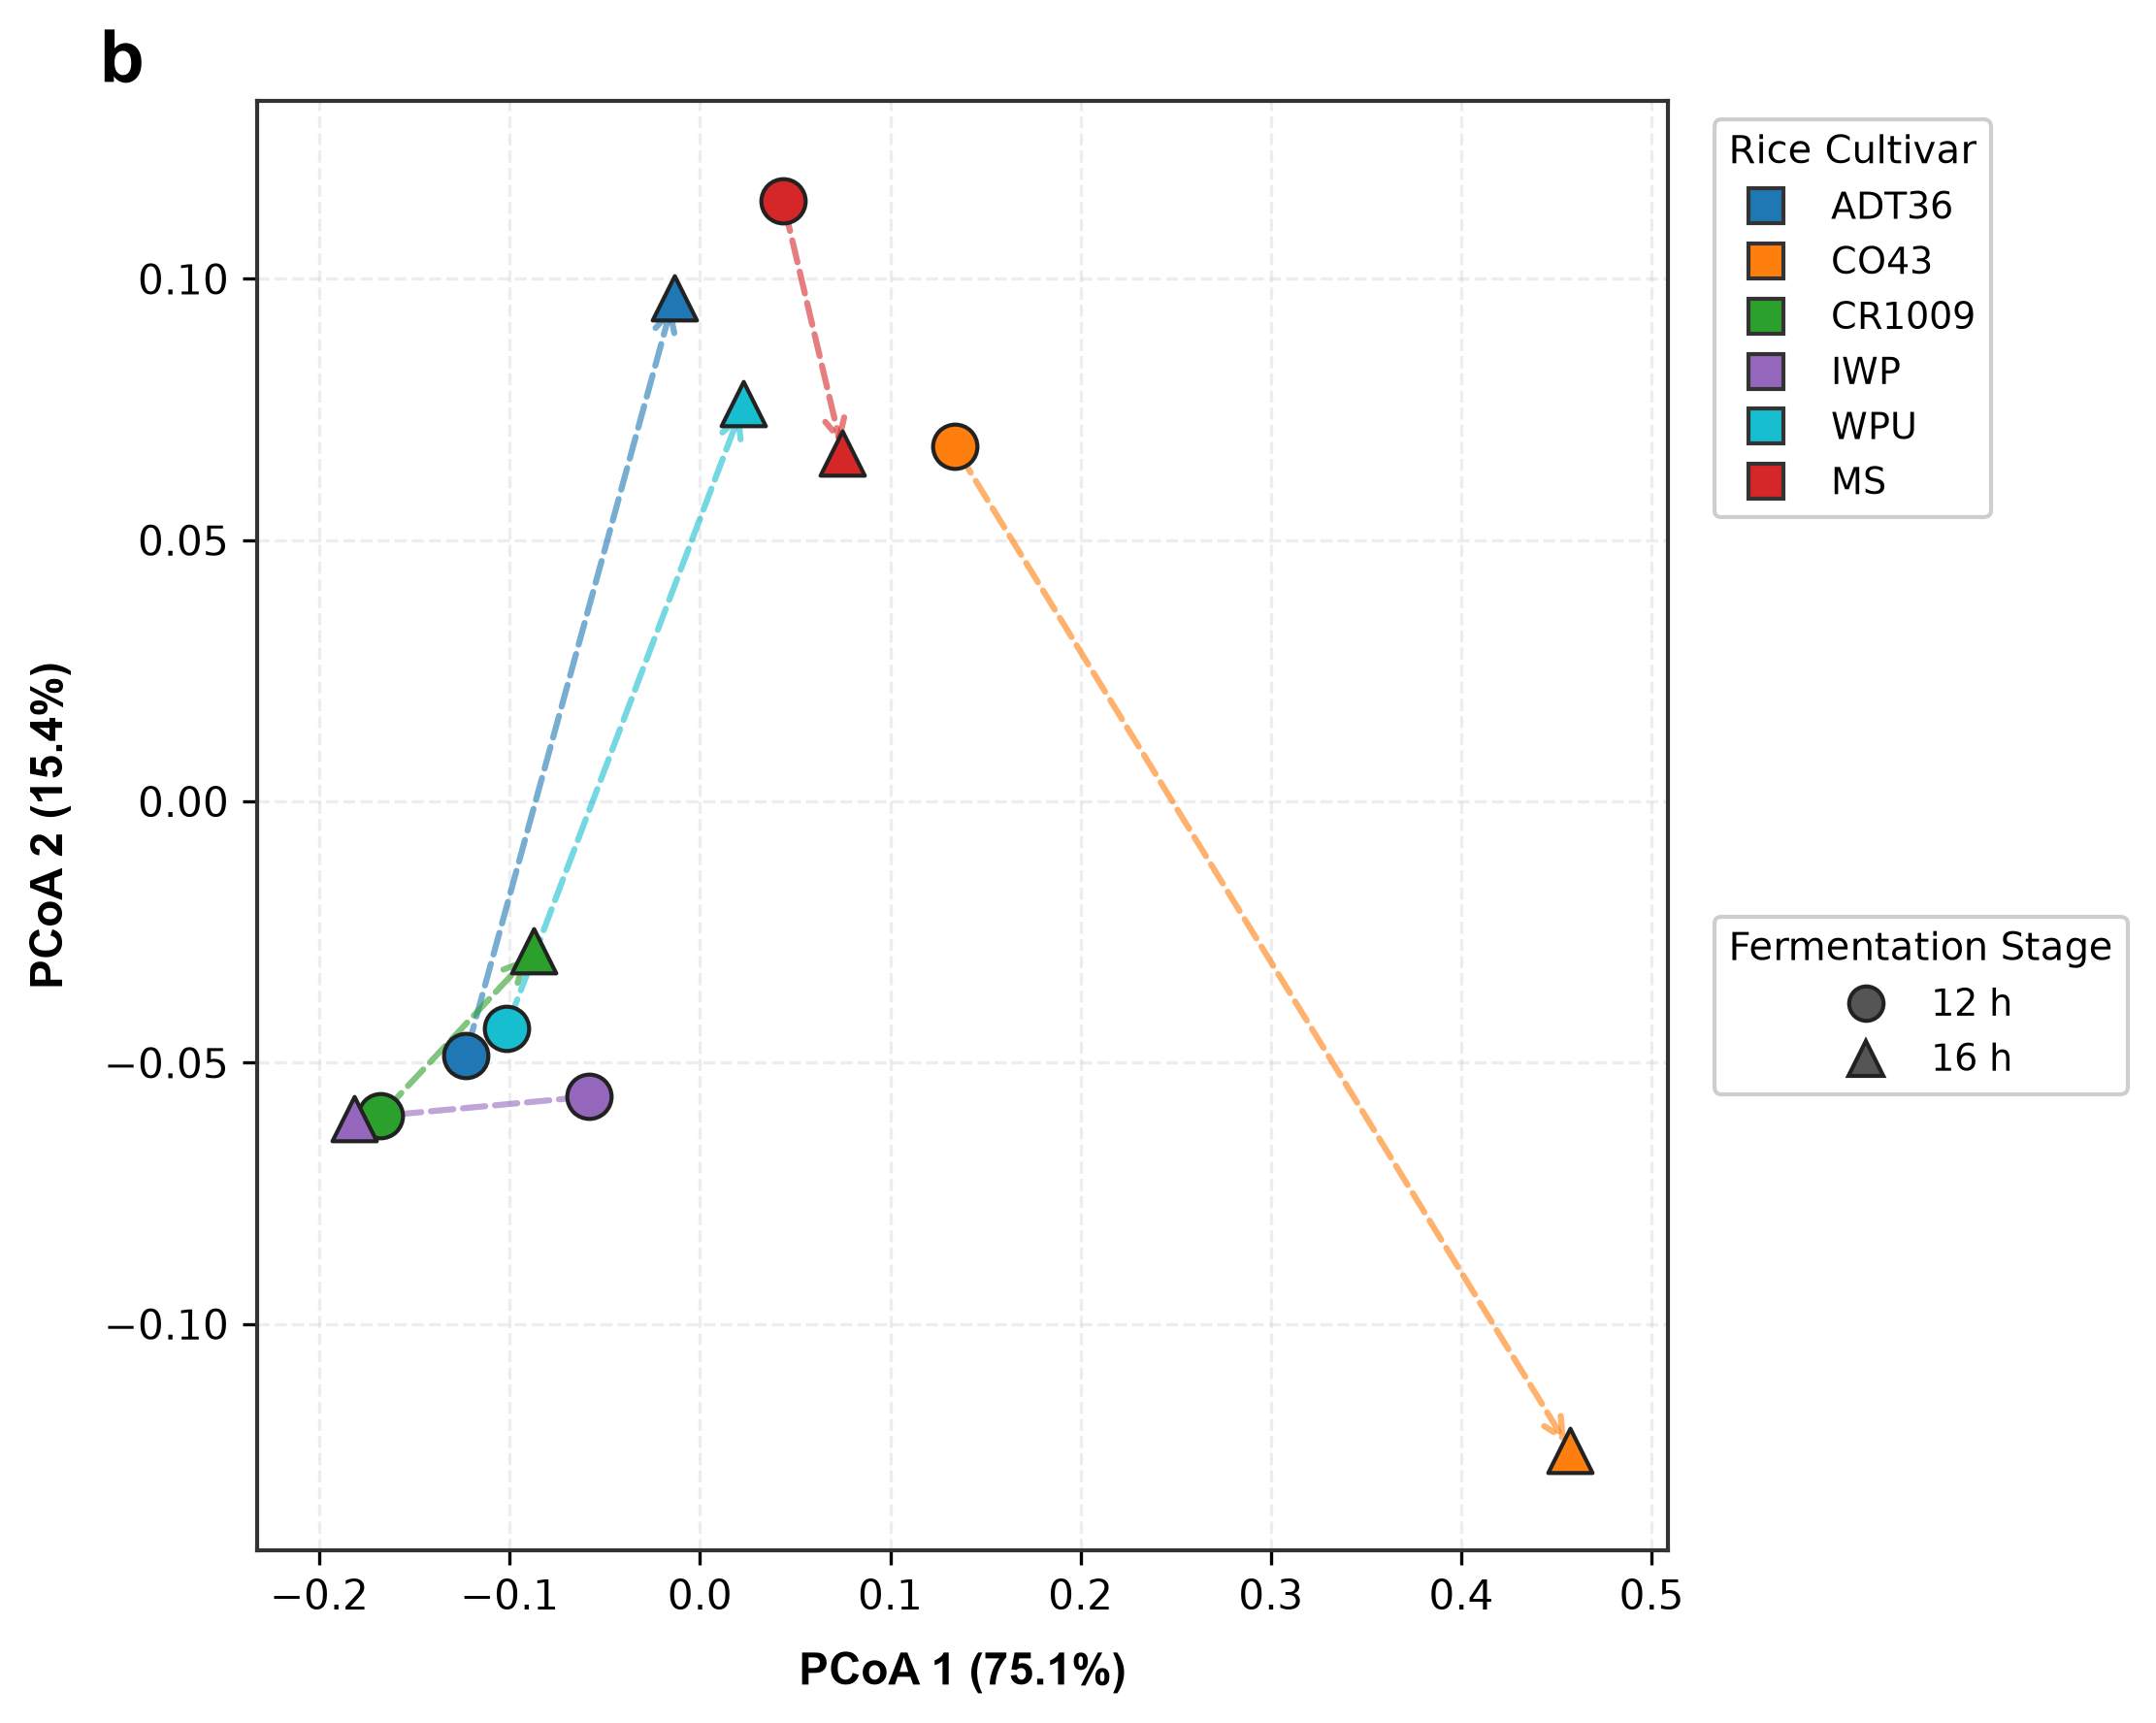 b
Rice Cultivar
ADT36
CO43
CR1009
IWP
WPU
MS
0.10
0.05
0.00
−0.05
−0.10
PCoA 2 (15.4%)
Fermentation Stage
12 h
16 h
−0.2 −0.1 0.0 0.1 0.2 0.3 0.4 0.5
PCoA 1 (75.1%)